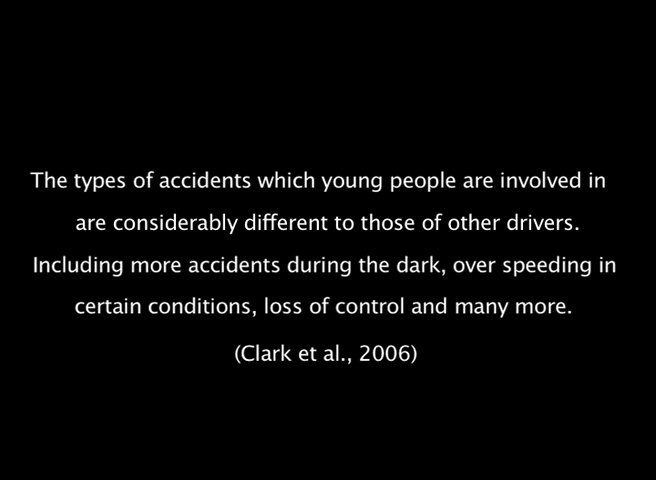 The types of accidents which young people are involved in
are considerably different to those of other drivers.
Including more accidents during the dark, over speeding in
certain conditions, loss of control and many more.
(Clark et al., 2006)